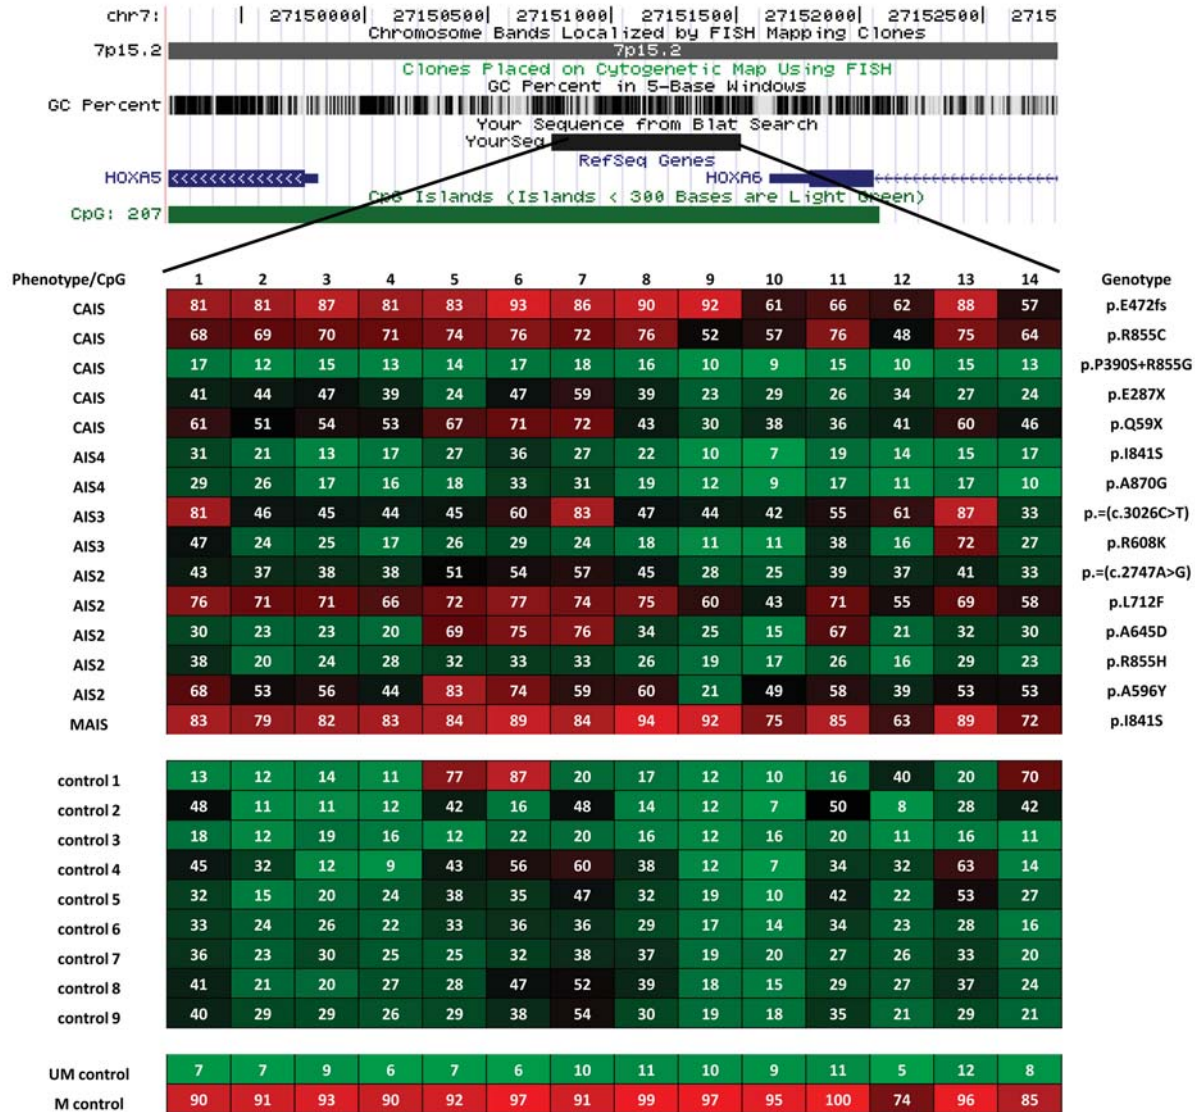 chr7: | 27150000| 27150500| 27151000| 27151500| 27152000| 27152500| 2715
Chromosome Bands Localized by FISH Mapping Clones
7p15.2 7p15.2
Clones Placed on Cytogenetic Map Using FISH
GC Percent in 5-Base Windows
GC Percent
Your Sequence from Blat Search
YourSeq
RefSeq Genes
HOXA5 HOXA6
CpG Islands (Islands < 300 Bases are Light Green)
CpG: 207
Phenotype/CpG 1 2 3 4 5 6 7 8 9 10 11 12 13 14 Genotype
CAIS 81 81 87 81 83 93 86 90 92 61 66 62 88 57 p.E472fs
CAIS 68 69 70 71 74 76 72 76 52 57 76 48 75 64 p.R855C
CAIS 17 12 15 13 14 17 18 16 10 9 15 10 15 13 p.P390S+R855G
CAIS 41 44 47 39 24 47 59 39 23 29 26 34 27 24 p.E287X
CAIS 61 51 54 53 67 71 72 43 30 38 36 41 60 46 p.Q59X
AIS4 31 21 13 17 27 36 27 22 10 7 19 14 15 17 p.I841S
AIS4 29 26 17 16 18 33 31 19 12 9 17 11 17 10 p.A870G
AIS3 81 46 45 44 45 60 83 47 44 42 55 61 87 33 p.=(c.3026C>T)
AIS3 47 24 25 17 26 29 24 18 11 11 38 16 72 27 p.R608K
AIS2 43 37 38 38 51 54 57 45 28 25 39 37 41 33 p.=(c.2747A>G)
AIS2 76 71 71 66 72 77 74 75 60 43 71 55 69 58 p.L712F
AIS2 30 23 23 20 69 75 76 34 25 15 67 21 32 30 p.A645D
AIS2 38 20 24 28 32 33 33 26 19 17 26 16 29 23 p.R855H
AIS2 68 53 56 44 83 74 59 60 21 49 58 39 53 53 p.A596Y
MAIS 83 79 82 83 84 89 84 94 92 75 85 63 89 72 p.I841S
control 1 13 12 14 11 77 87 20 17 12 10 16 40 20 70
control 2 48 11 11 12 42 16 48 14 12 7 50 8 28 42
control 3 18 12 19 16 12 22 20 16 12 16 20 11 16 11
control 4 45 32 12 9 43 56 60 38 12 7 34 32 63 14
control 5 32 15 20 24 38 35 47 32 19 10 42 22 53 27
control 6 33 24 26 22 33 36 36 29 17 14 34 23 28 16
control 7 36 23 30 25 25 32 38 37 19 20 27 26 33 20
control 8 41 21 20 27 28 47 52 39 18 15 29 27 37 24
control 9 40 29 29 26 29 38 54 30 19 18 35 21 29 21
UM control 7 7 9 6 7 6 10 11 10 9 11 5 12 8
M control 90 91 93 90 92 97 91 99 97 95 100 74 96 85